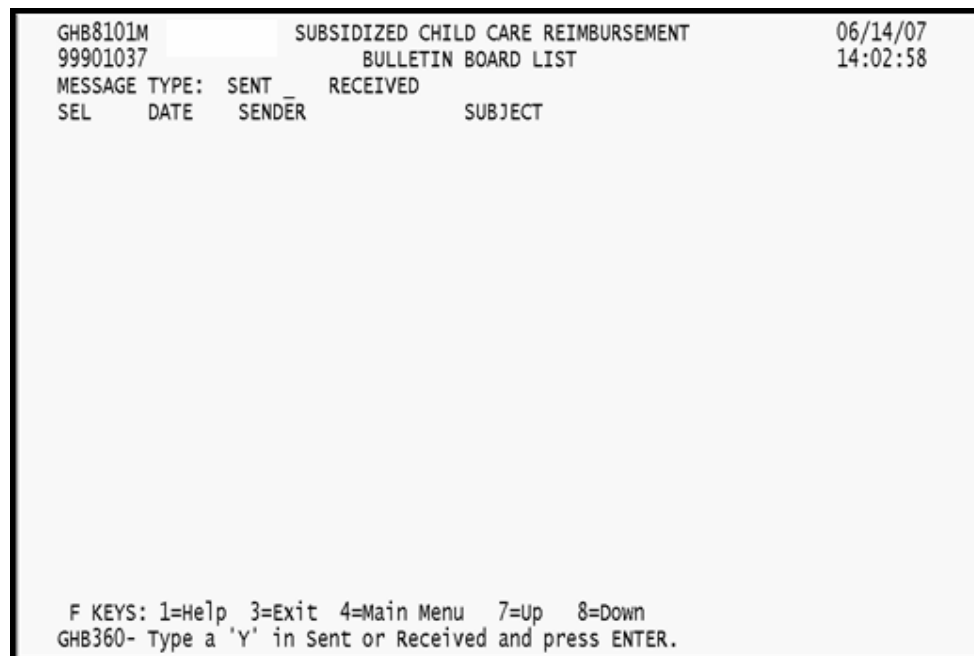 GHB8101M SUBSIDIZED CHILD CARE REIMBURSEMENT 06/14/07
99901037 BULLETIN BOARD LIST 14:02:58
MESSAGE TYPE: SENT _ RECEIVED
SEL DATE SENDER SUBJECT
F KEYS: 1=Help 3=Exit 4=Main Menu 7=Up 8=Down
GHB360- Type a 'Y' in Sent or Received and press ENTER.